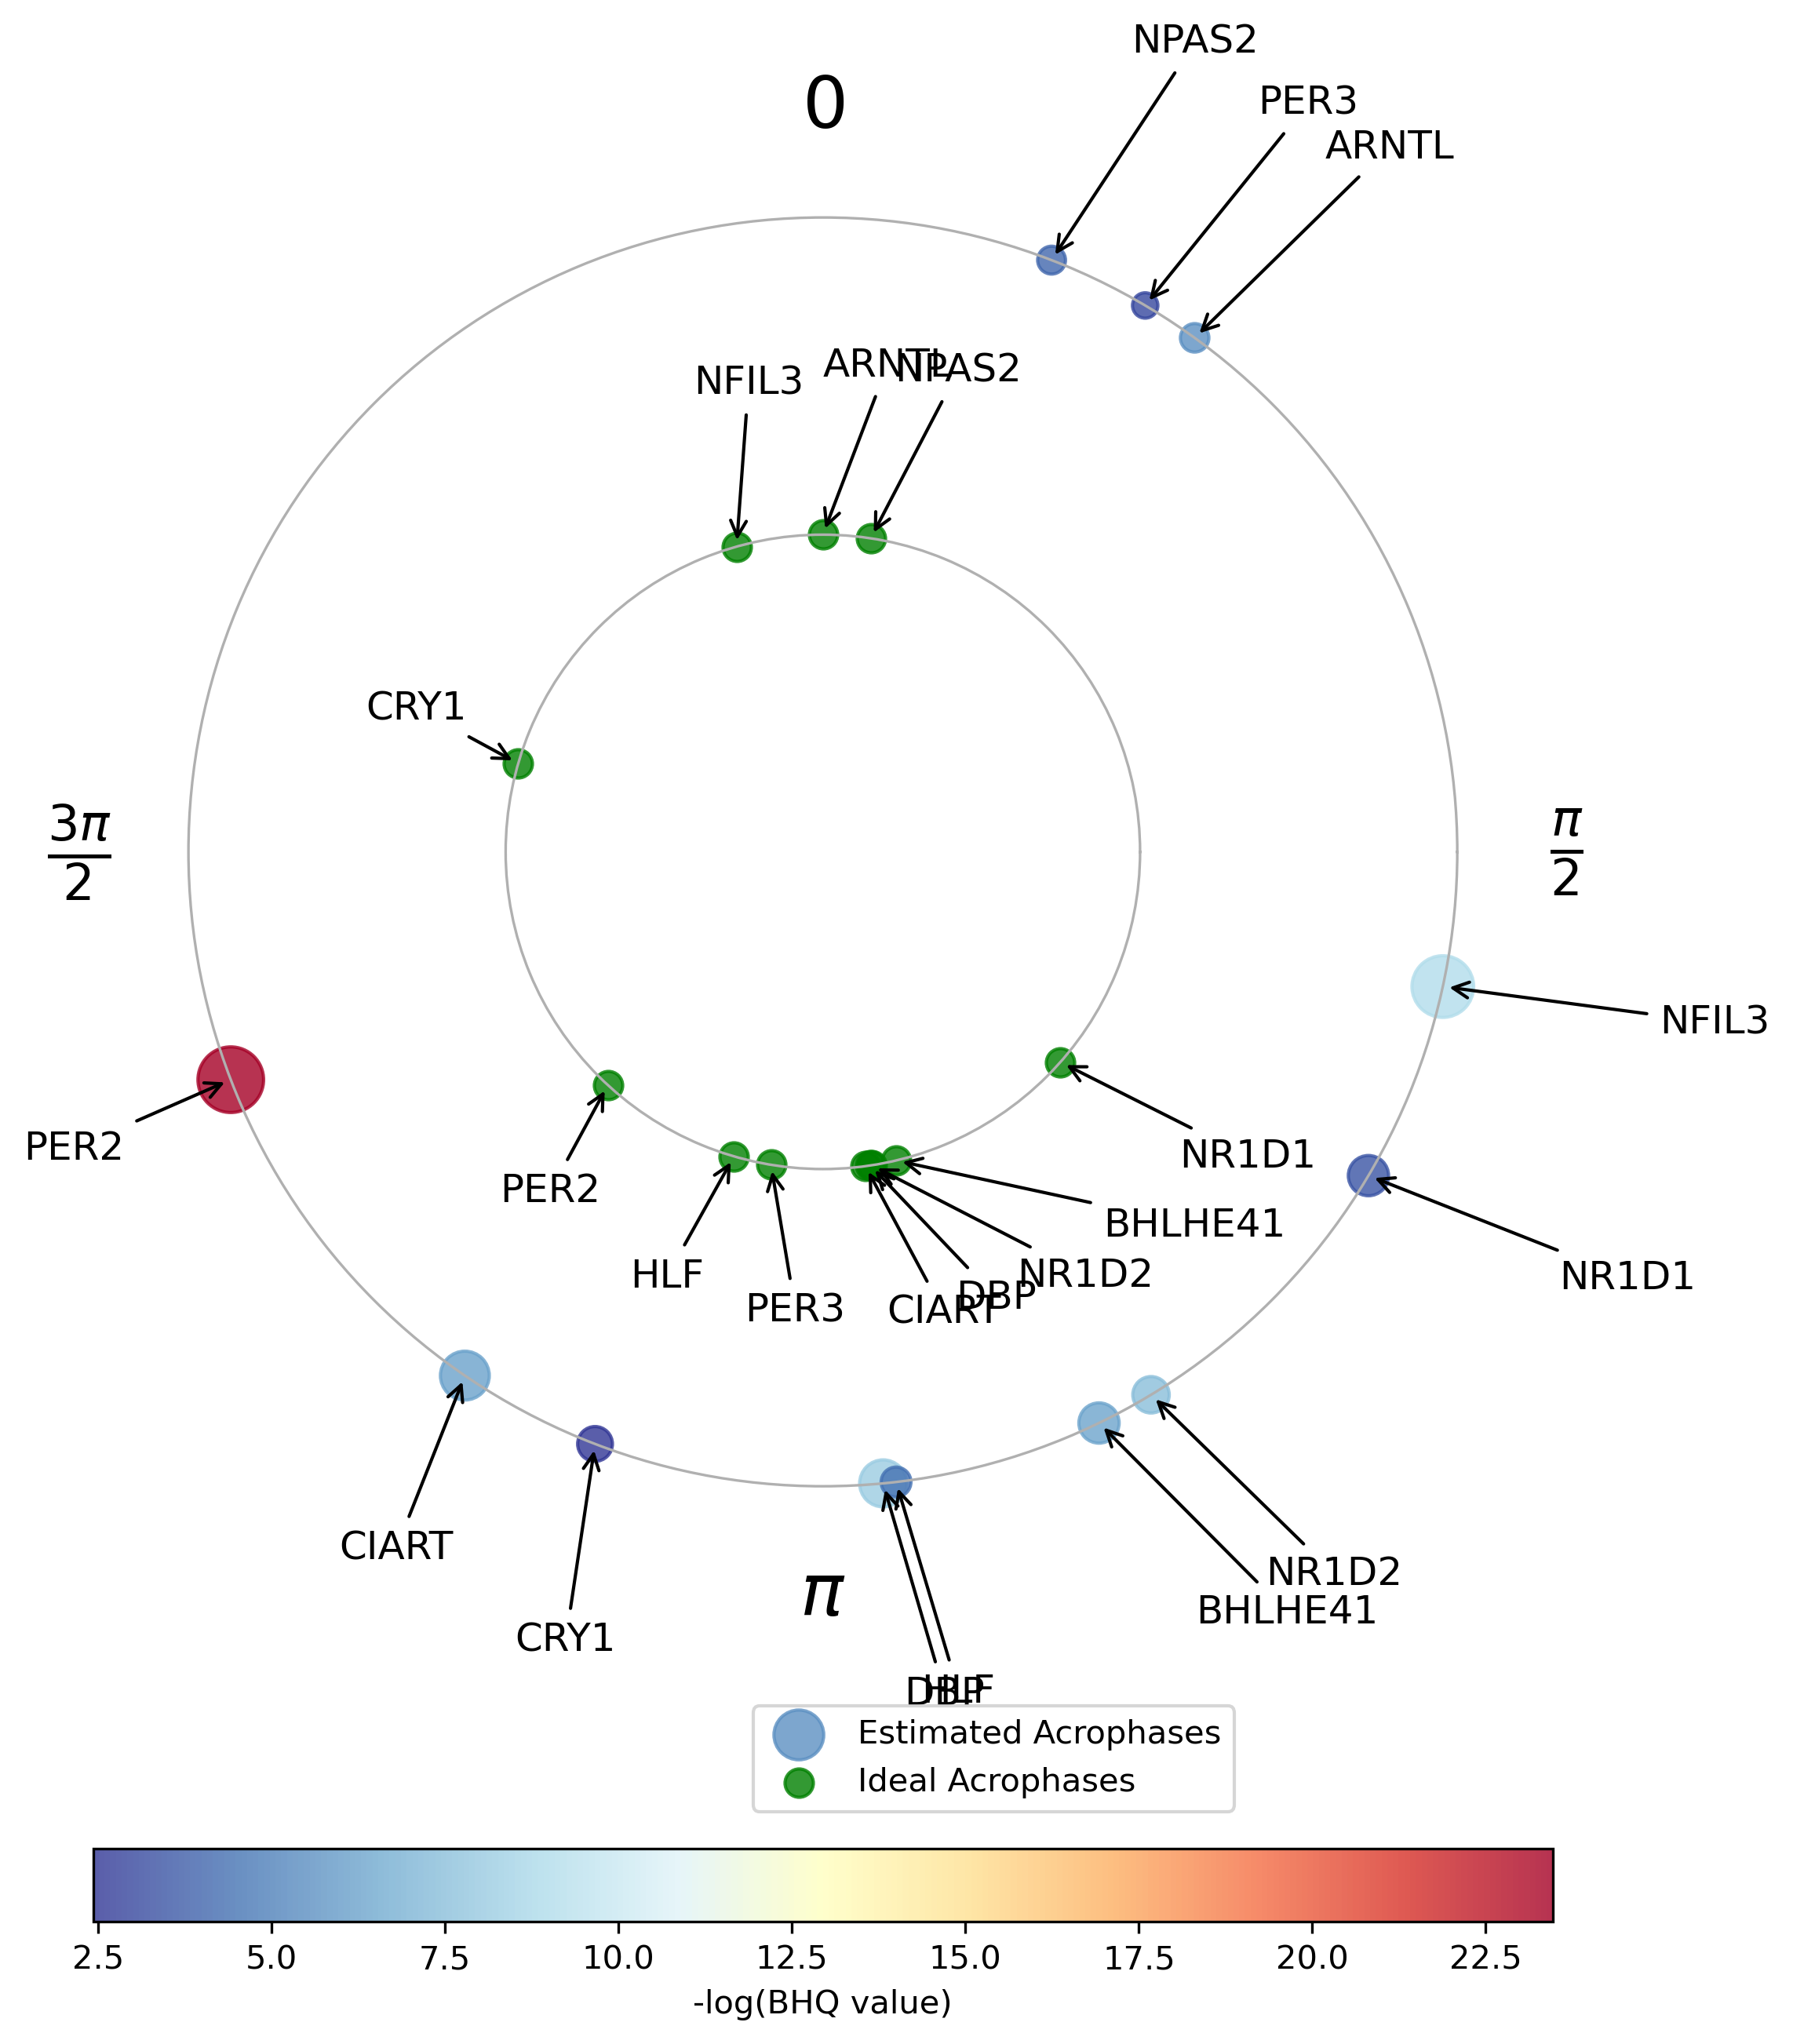 NPAS2
PER3
ARNTL
0
NFIL3
ARNTL
NPAS2
CRY1
3π
2
π
2
NFIL3
PER2
PER2
NR1D1
BHLHE41
NR1D1
HLF
NR1D2
DBP
PER3
CIART
CIART
NR1D2
BHLHE41
π
CRY1
DBP
HLF
Estimated Acrophases
Ideal Acrophases
2.5 5.0 7.5 10.0 12.5 15.0 17.5 20.0 22.5
-log(BHQ value)